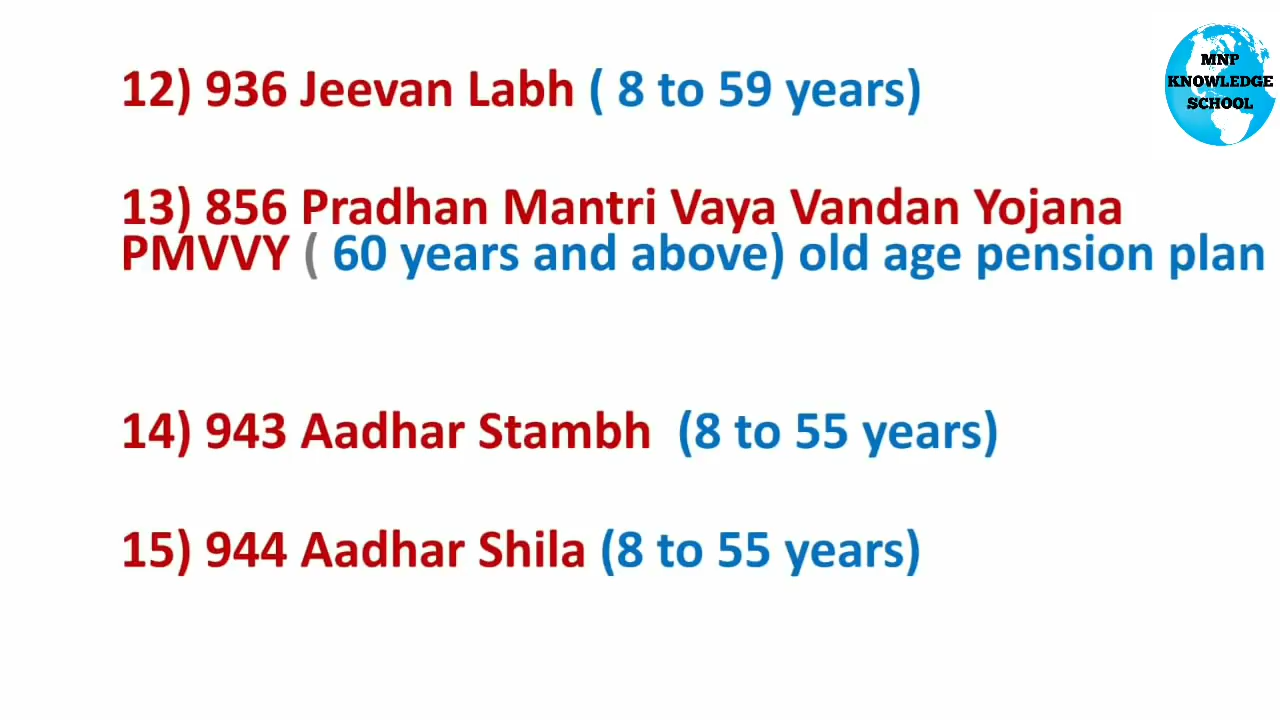 12) 936 Jeevan Labh ( 8 to 59 years)
MNP
KNOWLEDGE
SCHOOL
13) 856 Pradhan Mantri Vaya Vandan Yojana
PMVVY ( 60 years and above) old age pension plan
14) 943 Aadhar Stambh (8 to 55 years)
15) 944 Aadhar Shila (8 to 55 years)